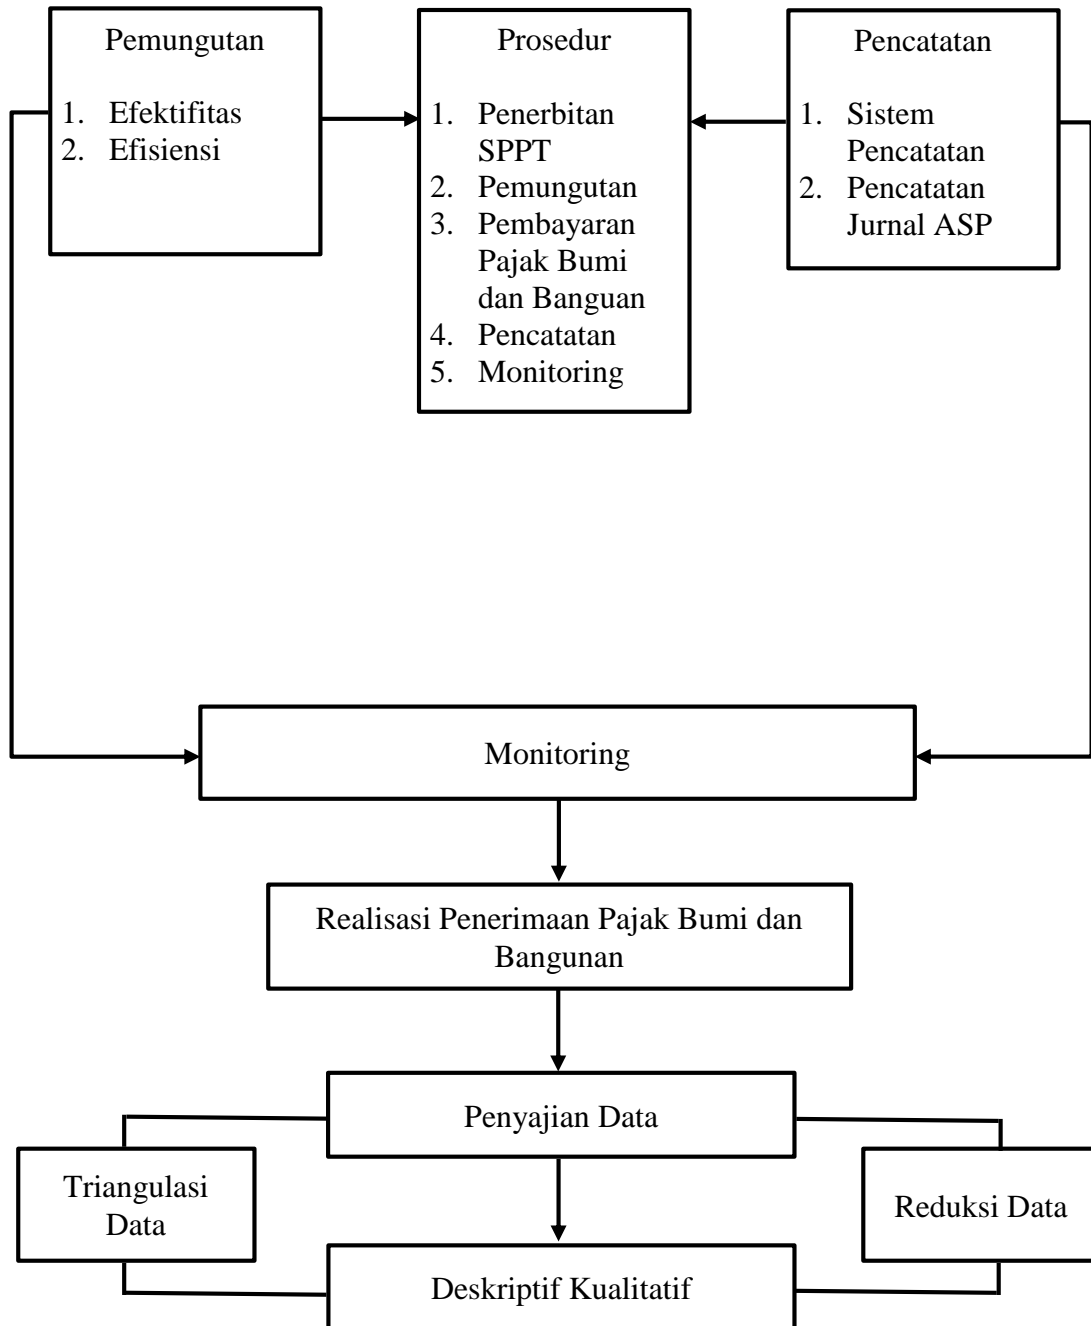 Pemungutan
1. Efektifitas
2. Efisiensi
Prosedur
1. Penerbitan
SPPT
2. Pemungutan
3. Pembayaran
Pajak Bumi
dan Banguan
4. Pencatatan
5. Monitoring
Pencatatan
1. Sistem
Pencatatan
2. Pencatatan
Jurnal ASP
Monitoring
Realisasi Penerimaan Pajak Bumi dan
Bangunan
Penyajian Data
Triangulasi
Data
Reduksi Data
Deskriptif Kualitatif